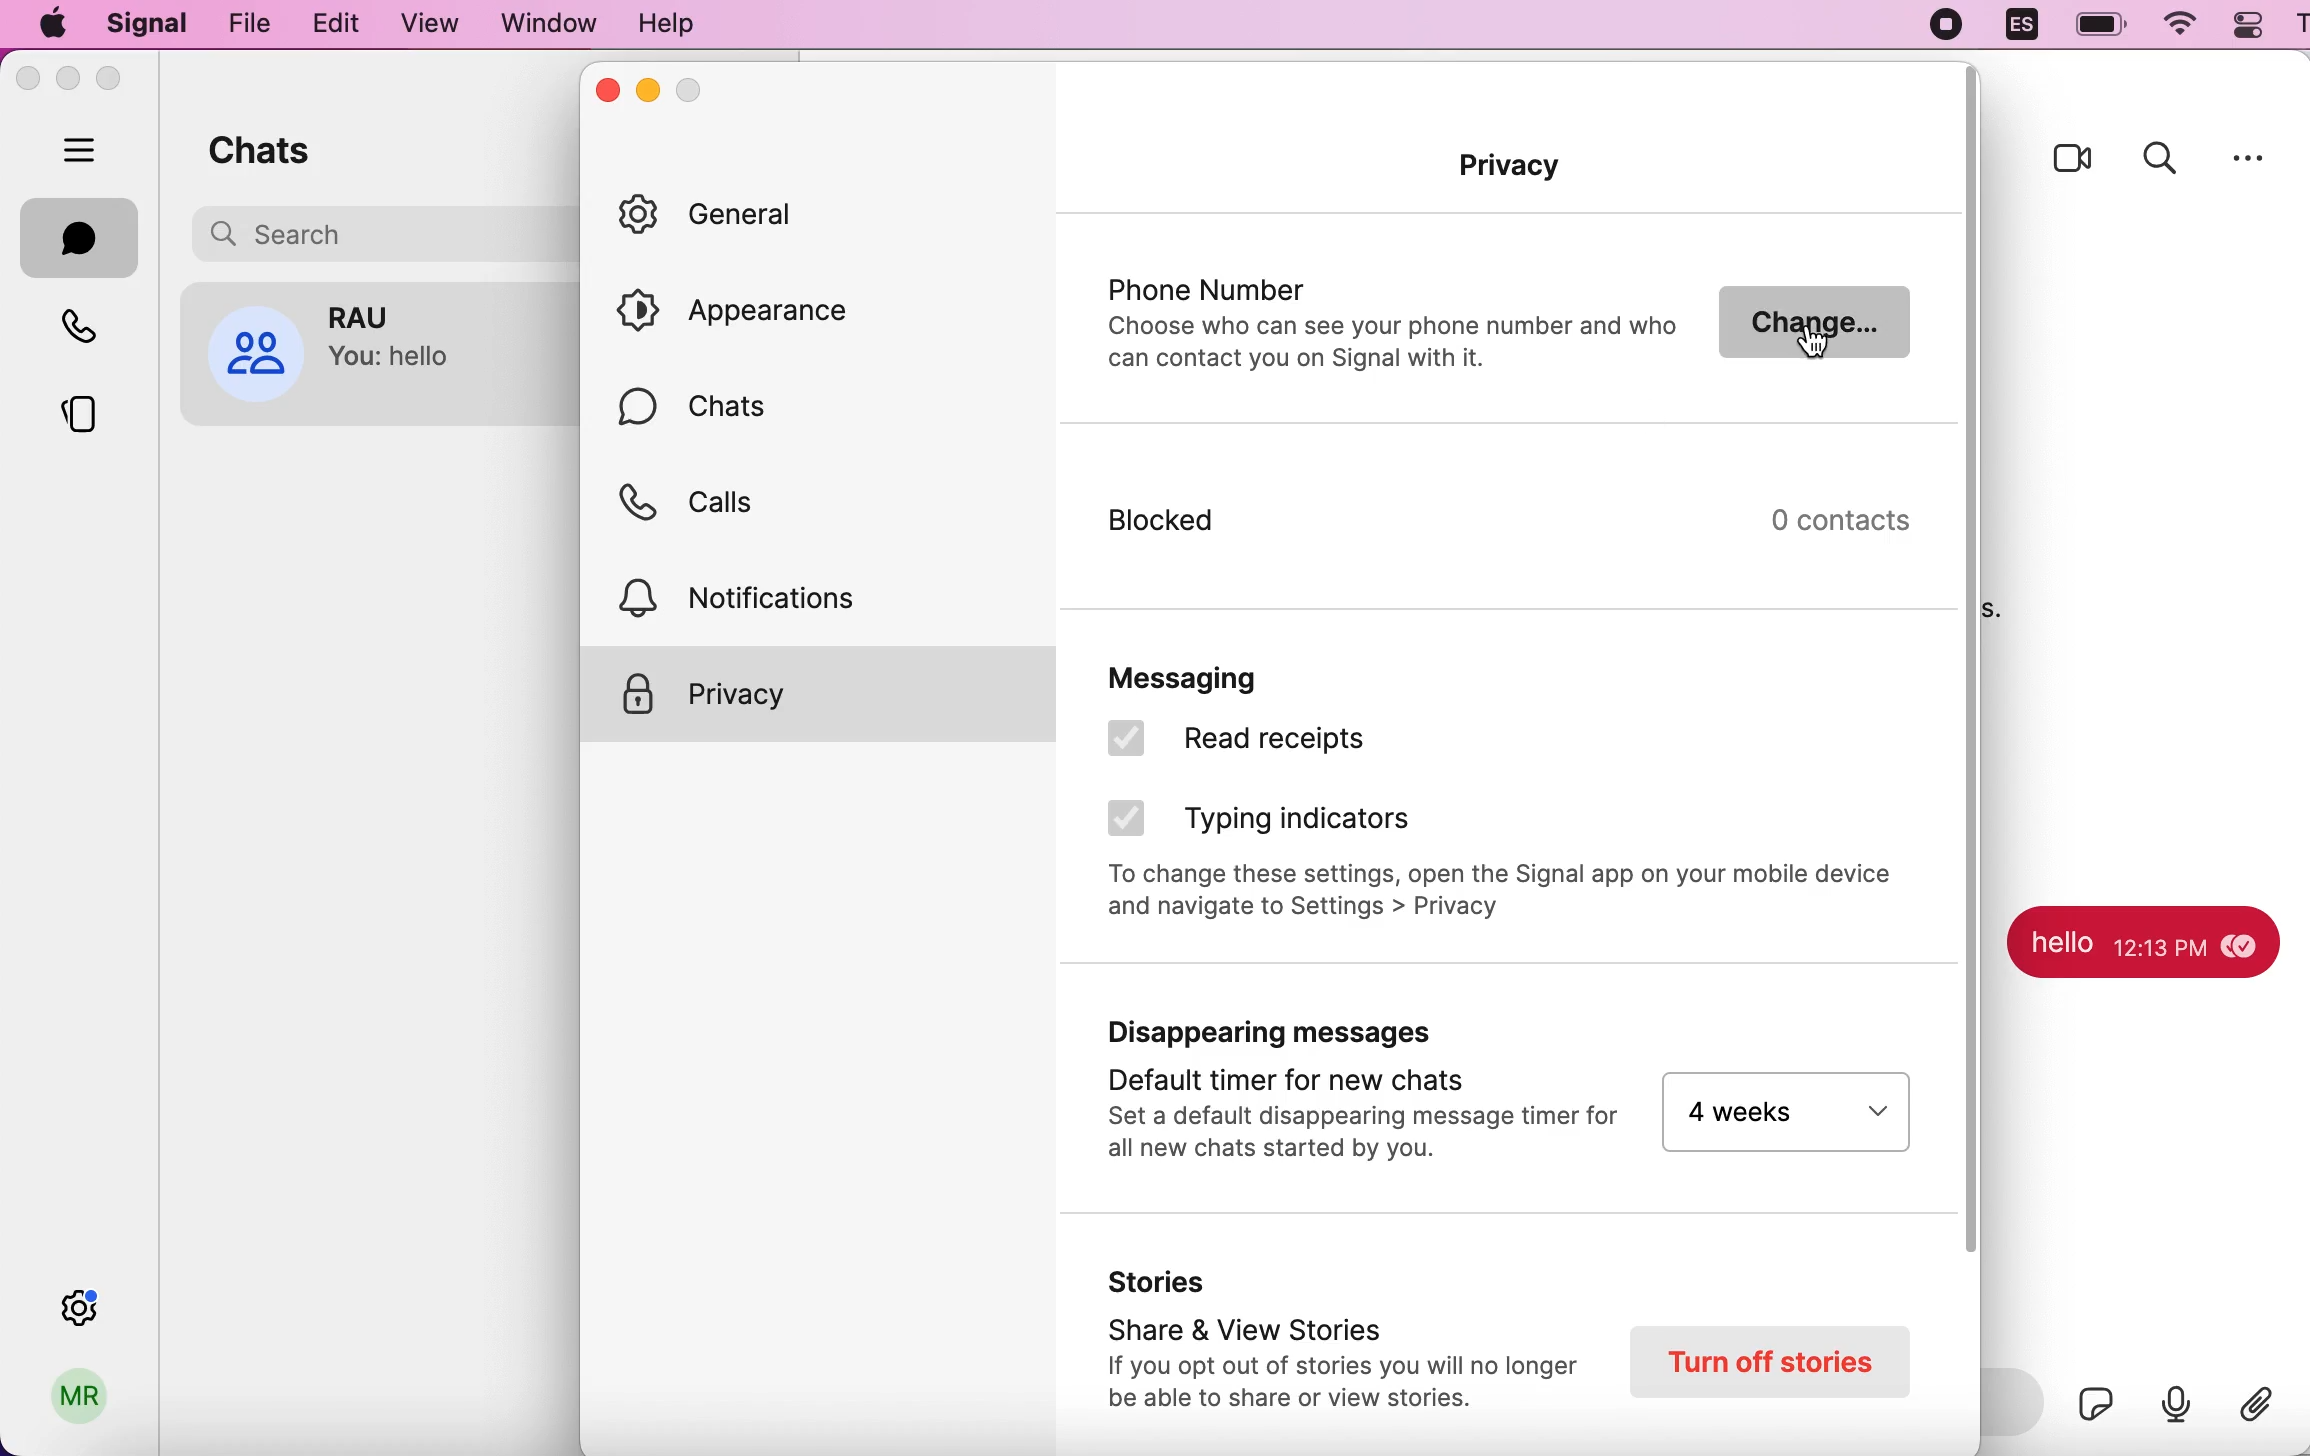 Signal File Edit View Window Help ES
Chats
Search
RAU
You: hello
MR
General
Appearance
Chats
Calls
Notifications
Privacy
Privacy
Phone Number
Choose who can see your phone number and who
can contact you on Signal with it.
Change...
Blocked
0 contacts
Messaging
Read receipts
Typing indicators
To change these settings, open the Signal app on your mobile device
and navigate to Settings > Privacy
Disappearing messages
Default timer for new chats
Set a default disappearing message timer for
all new chats started by you.
4 weeks
Stories
Share & View Stories
If you opt out of stories you will no longer
be able to share or view stories.
Turn off stories
s.
hello 12:13 PM